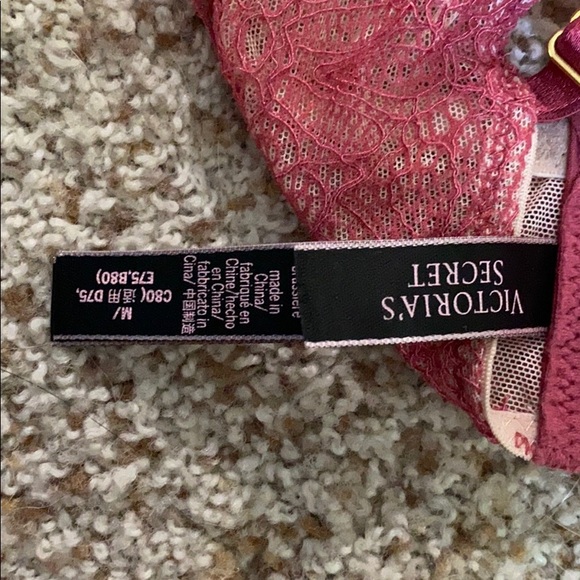 VICTORIA'S
SECRET
made in
China/
fabriqué en
Chine/hecho
en China/
fabbricato in
Cina/ 中国制造
M/
C80( 适用 D75,
E75,B80)